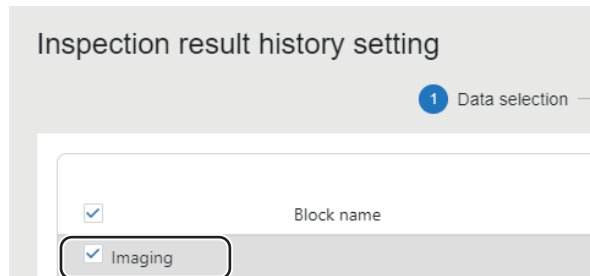 Inspection result history setting
1 Data selection
Block name
Imaging